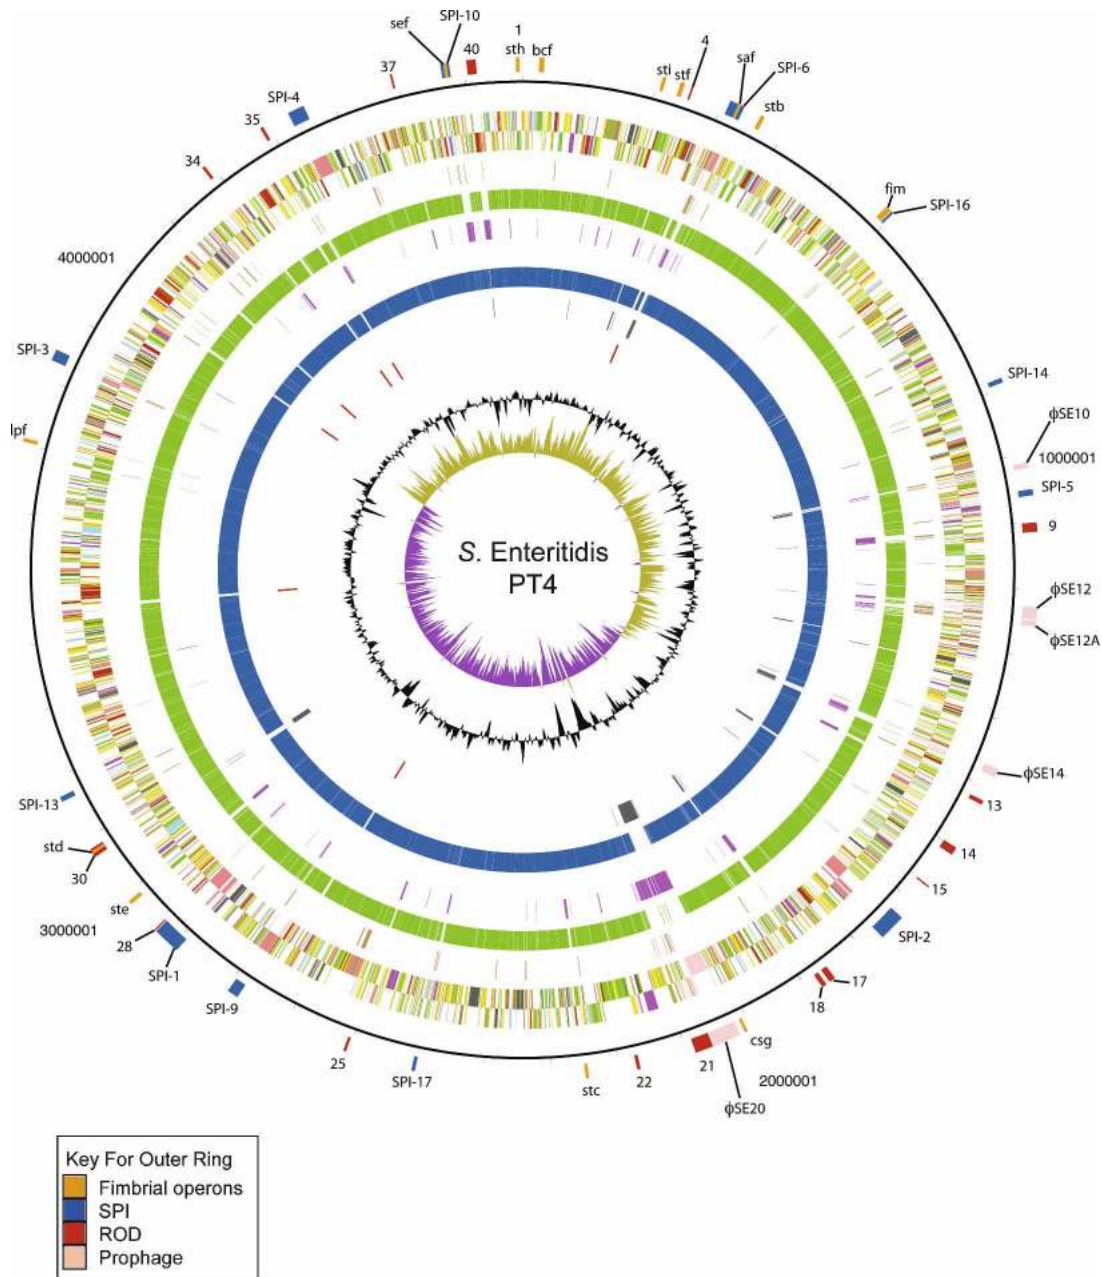 SPI-10
sef
1
40
sth
bcf
4
saf
SPI-6
sti
stf
stb
37
SPI-4
35
34
fim
SPI-16
4000001
SPI-3
lpf
SPI-14
ϕSE10
1000001
SPI-5
9
ϕSE12
ϕSE12A
S. Enteritidis
PT4
ϕSE14
13
14
15
SPI-2
17
18
csg
21
2000001
ϕSE20
22
stc
SPI-17
25
SPI-9
SPI-1
28
3000001
ste
30
std
SPI-13
Key For Outer Ring
Fimbrial operons
SPI
ROD
Prophage